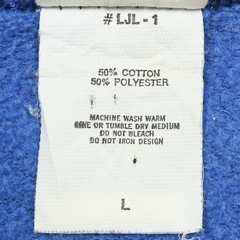 # LJL - 1
50% COTTON
50% POLYESTER
MACHINE WASH WARM
LINE OR TUMBLE DRY MEDIUM
DO NOT BLEACH
DO NOT IRON DESIGN
L